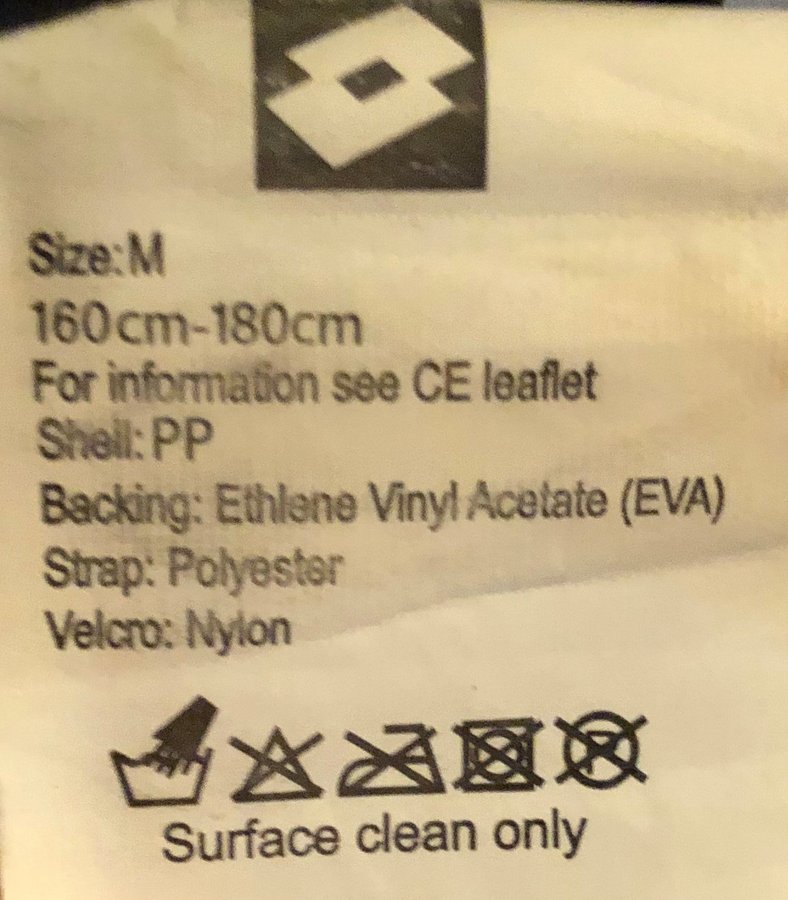 Size: M
160cm-180cm
For information see CE leaflet
Shell: PP
Backing: Ethlene Vinyl Acetate (EVA)
Strap: Polyester
Velcro: Nylon
Surface clean only